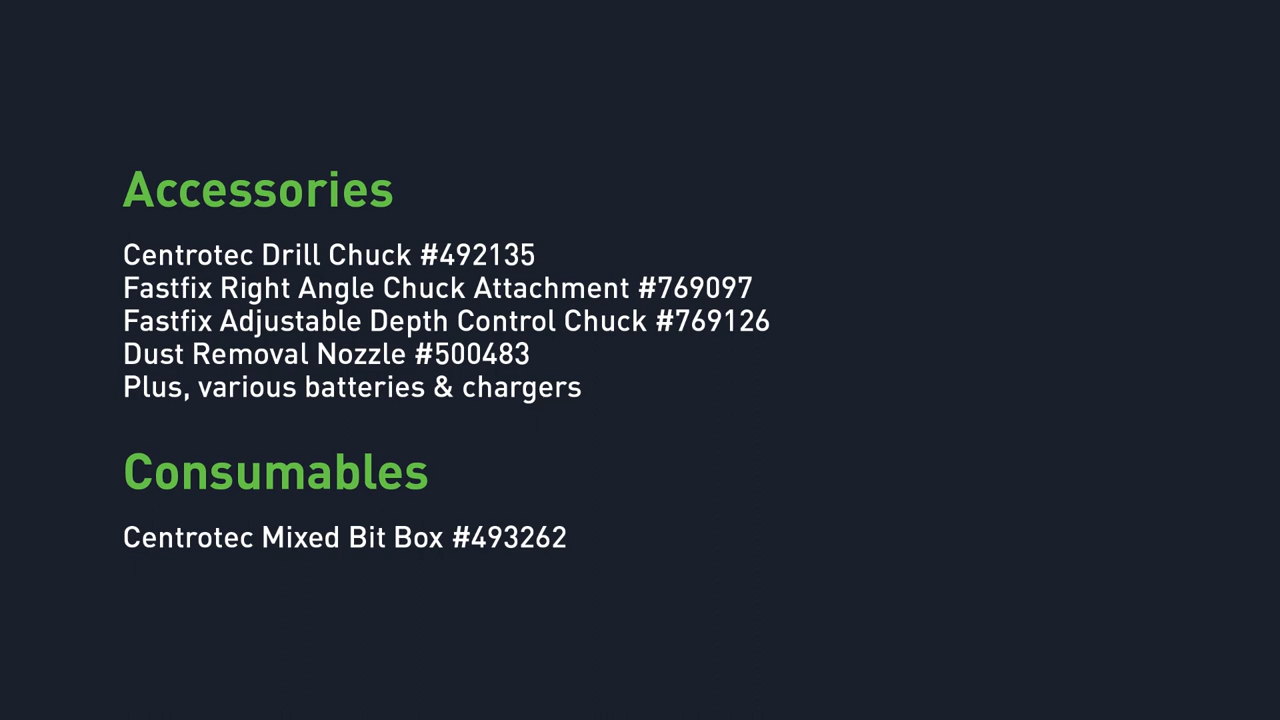 Accessories
Centrotec Drill Chuck #492135
Fastfix Right Angle Chuck Attachment #769097
Fastfix Adjustable Depth Control Chuck #769126
Dust Removal Nozzle #500483
Plus, various batteries & chargers
Consumables
Centrotec Mixed Bit Box #493262